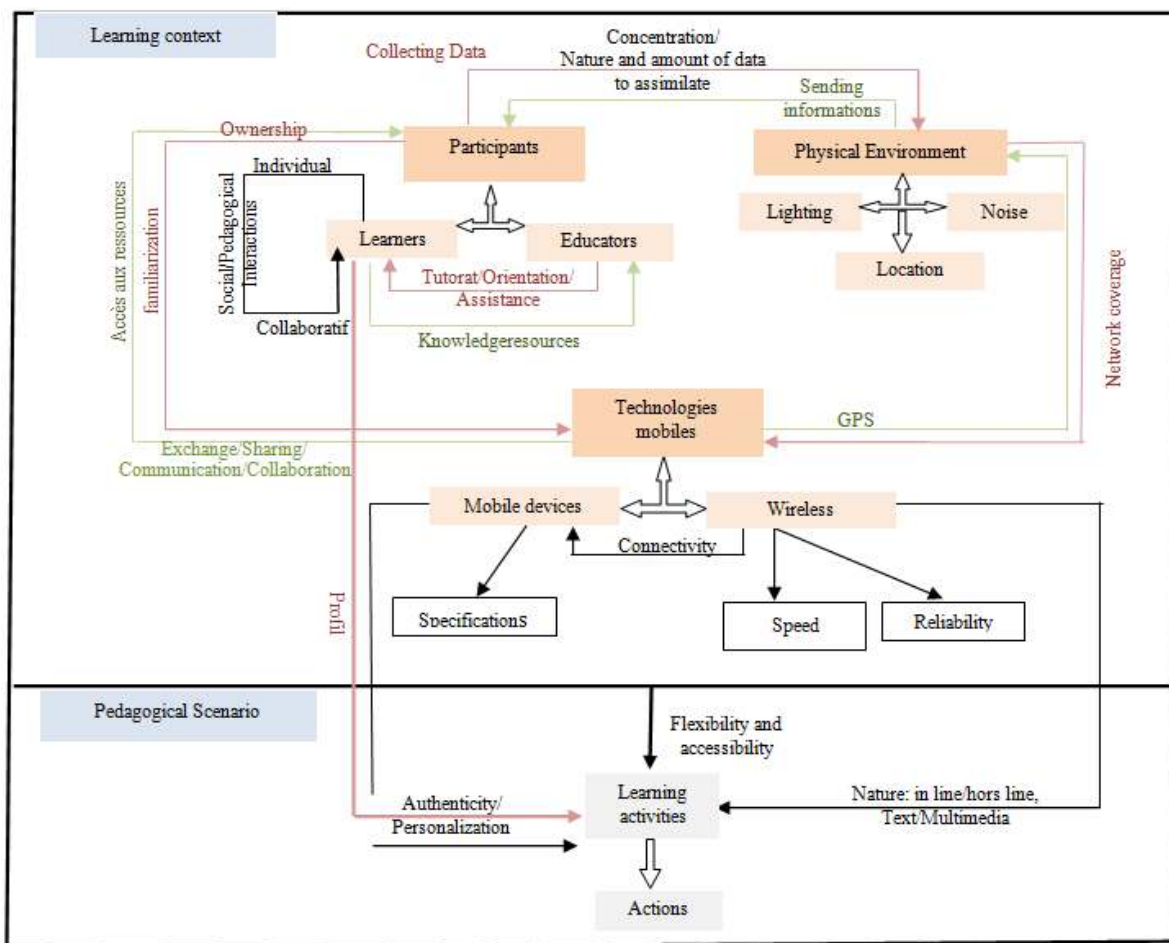 Learning context
Collecting Data
Concentration/
Nature and amount of data
to assimilate
Sending
informations
Ownership
Participants
Physical Environment
Individual
Lighting
Noise
Learners
Educators
Location
Social/Pedagogical
Interactions
Accès aux ressources
familiarization
Tutorat/Orientation/
Assistance
Collaboratif
Knowledgeresources
Network coverage
Technologies
mobiles
GPS
Exchange/Sharing/
Communication/Collaboration
Mobile devices
Wireless
Connectivity
Profil
Specifications
Speed
Reliability
Pedagogical Scenario
Flexibility and
accessibility
Learning
activities
Authenticity/
Personalization
Nature: in line/hors line,
Text/Multimedia
Actions